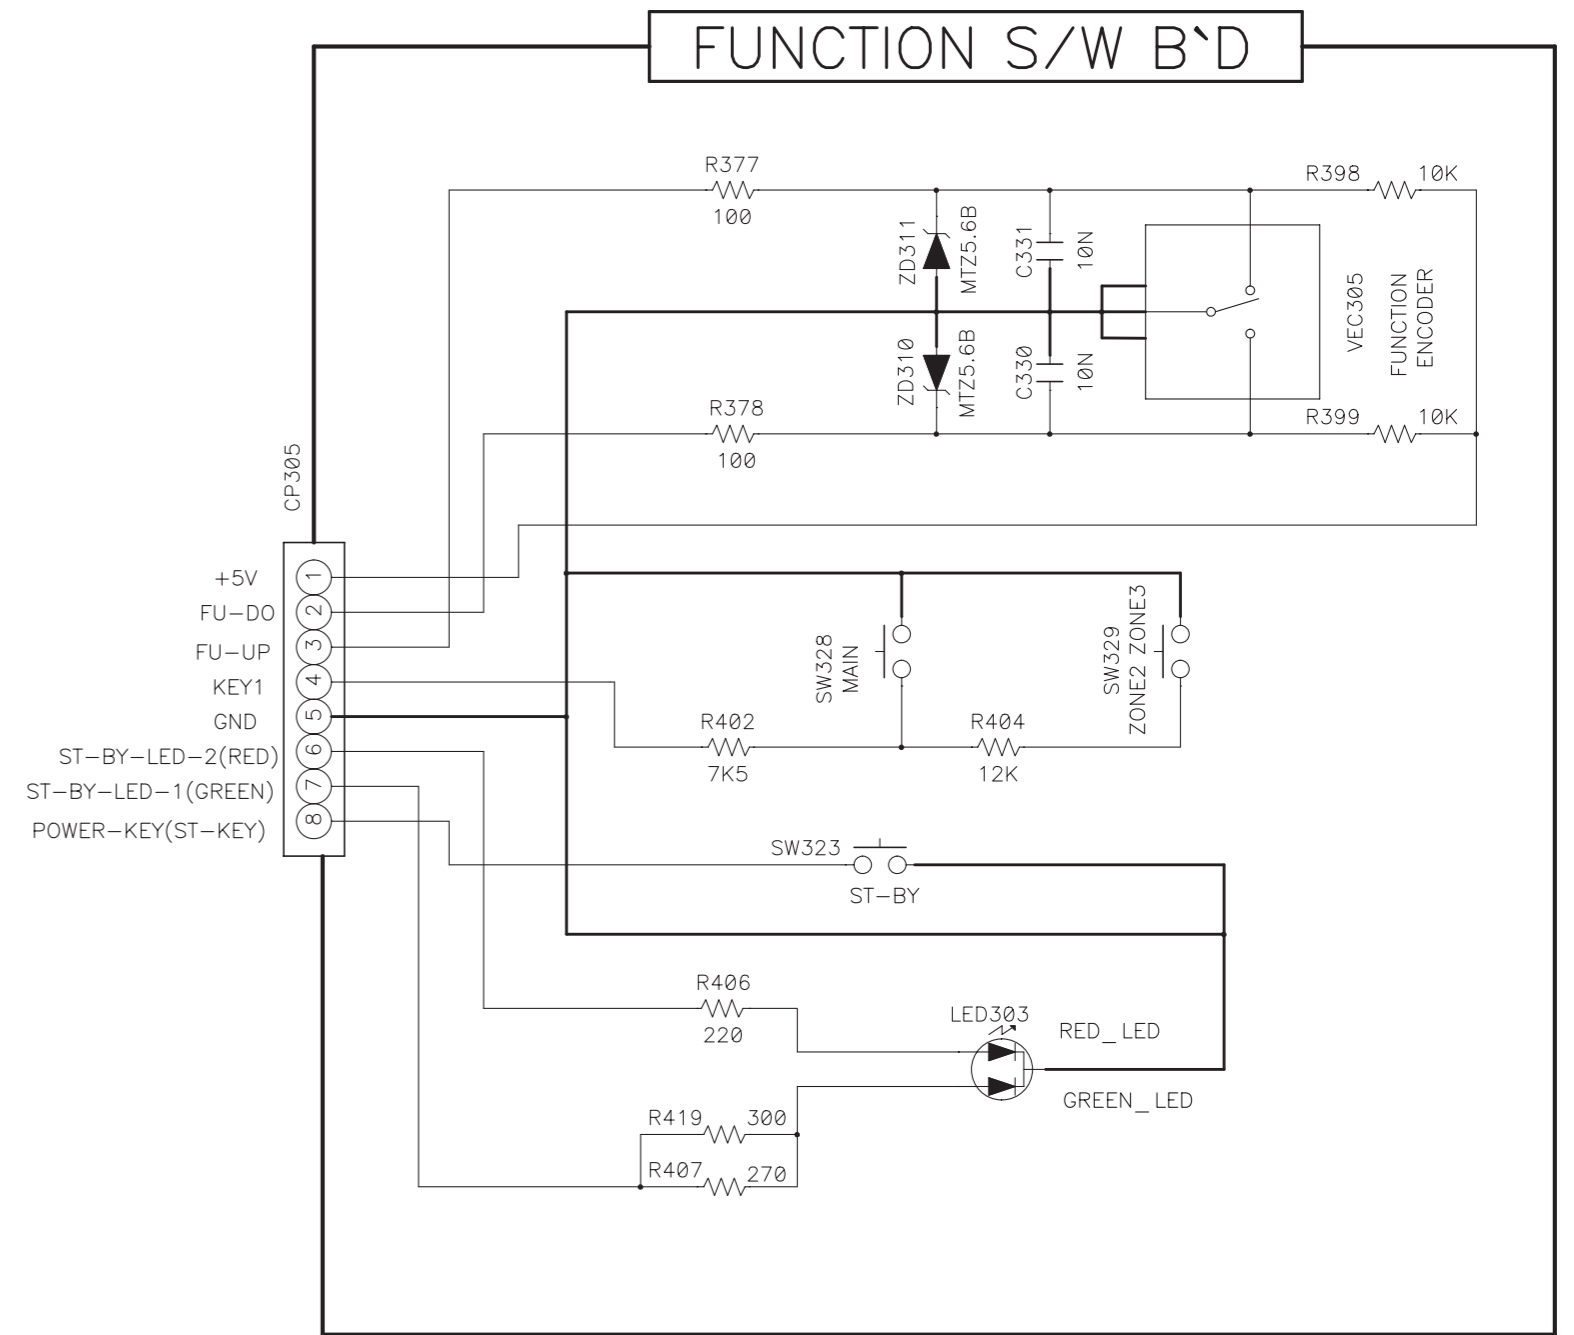 FUNCTION S/W B`D
R377
100
R398
10K
ZD311
MTZ5.6B
C331
10N
VEC305
FUNCTION
ENCODER
ZD310
MTZ5.6B
C330
10N
R378
100
R399
10K
CP305
+5V
1
FU-DO
2
FU-UP
3
KEY1
4
GND
5
ST-BY-LED-2(RED)
6
ST-BY-LED-1(GREEN)
7
POWER-KEY(ST-KEY)
8
SW328
MAIN
SW329
ZONE2 ZONE3
R402
7K5
R404
12K
SW323
ST-BY
R406
220
LED303
RED_LED
GREEN_LED
R419
300
R407
270